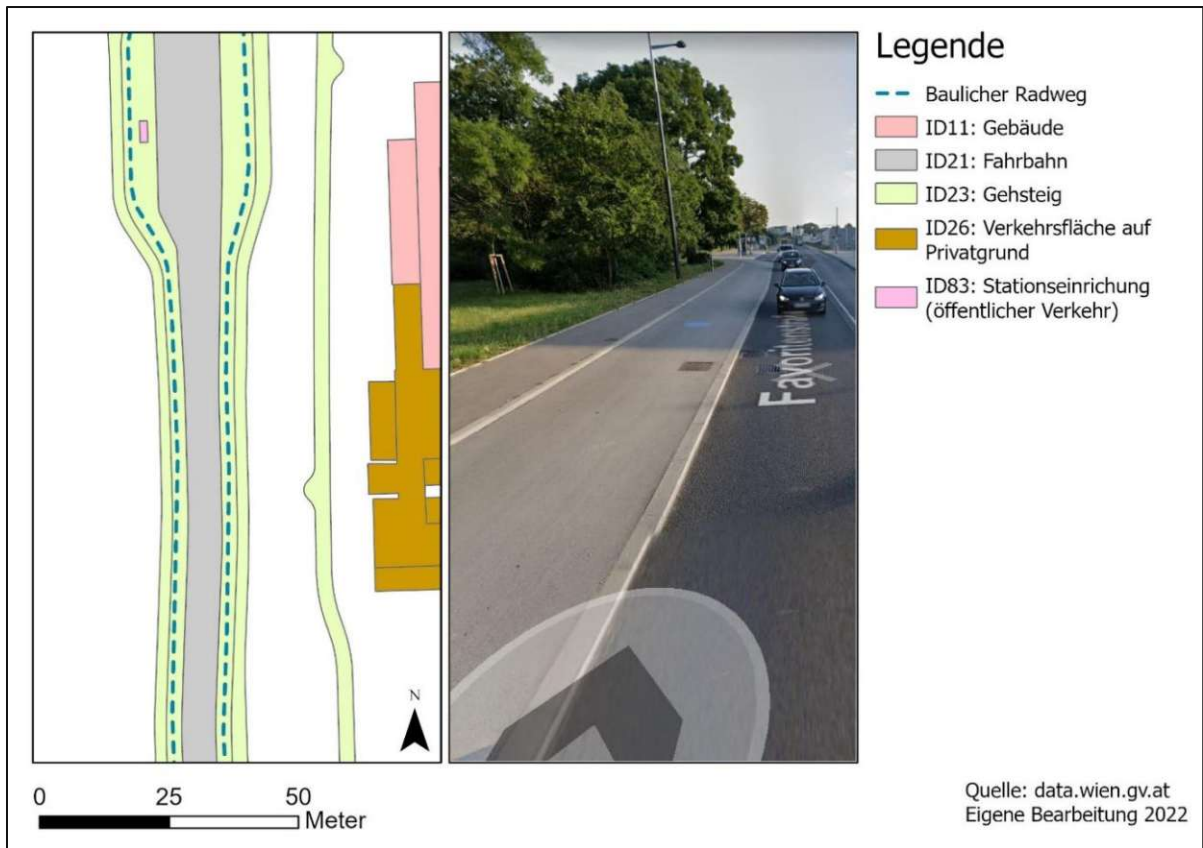 Legende
Baulicher Radweg
ID11: Gebäude
ID21: Fahrbahn
ID23: Gehsteig
ID26: Verkehrsfläche auf
Privatgrund
ID83: Stationseinrichung
(öffentlicher Verkehr)
N
Favoritenstr
0 25 50
Meter
Quelle: data.wien.gv.at
Eigene Bearbeitung 2022